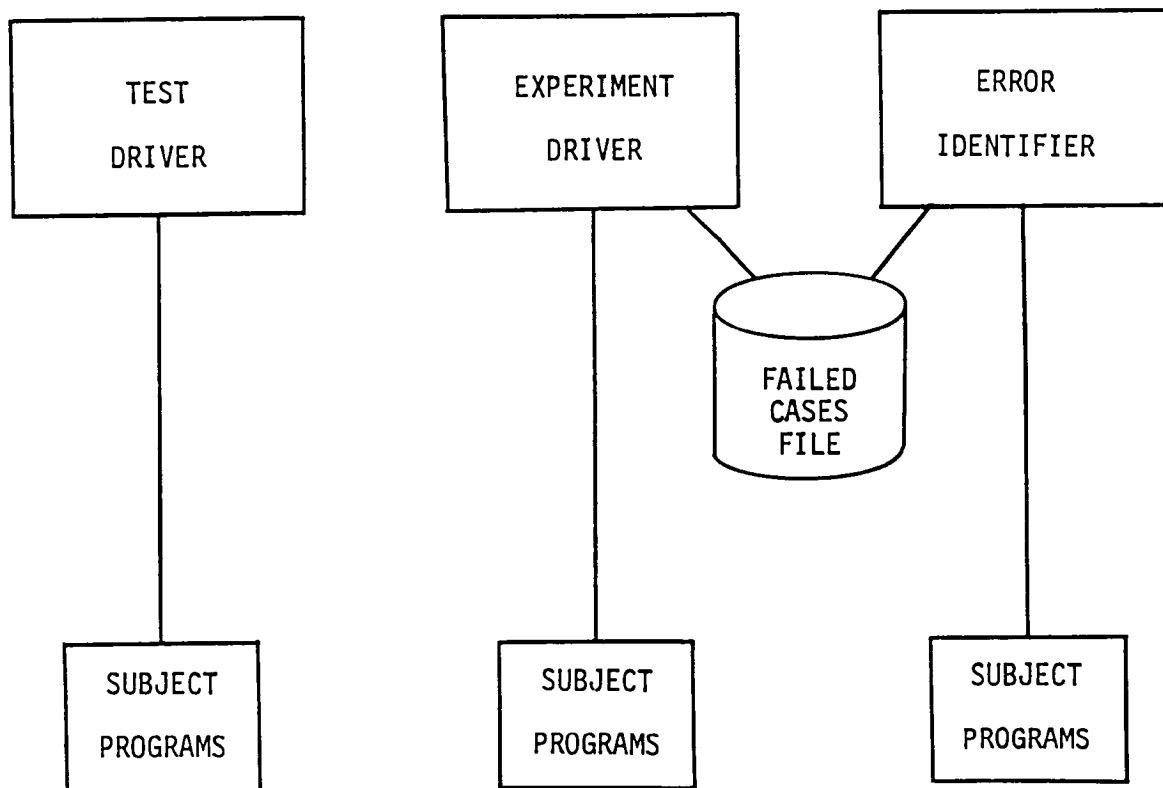 TEST
DRIVER
EXPERIMENT
DRIVER
ERROR
IDENTIFIER
FAILED
CASES
FILE
SUBJECT
PROGRAMS
SUBJECT
PROGRAMS
SUBJECT
PROGRAMS